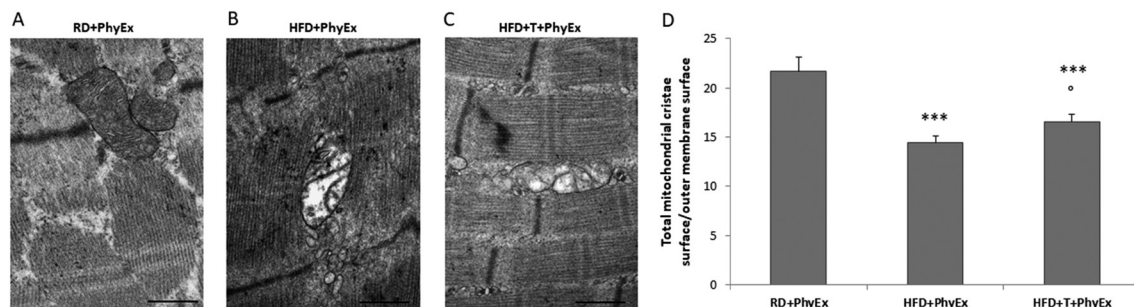 A
RD+PhyEx
B
HFD+PhyEx
C
HFD+T+PhyEx
D
Total mitochondrial cristae
surface/outer membrane surface
25
20
15
10
5
0
***
***
°
RD+PhyEx
HFD+PhyEx
HFD+T+PhyEx